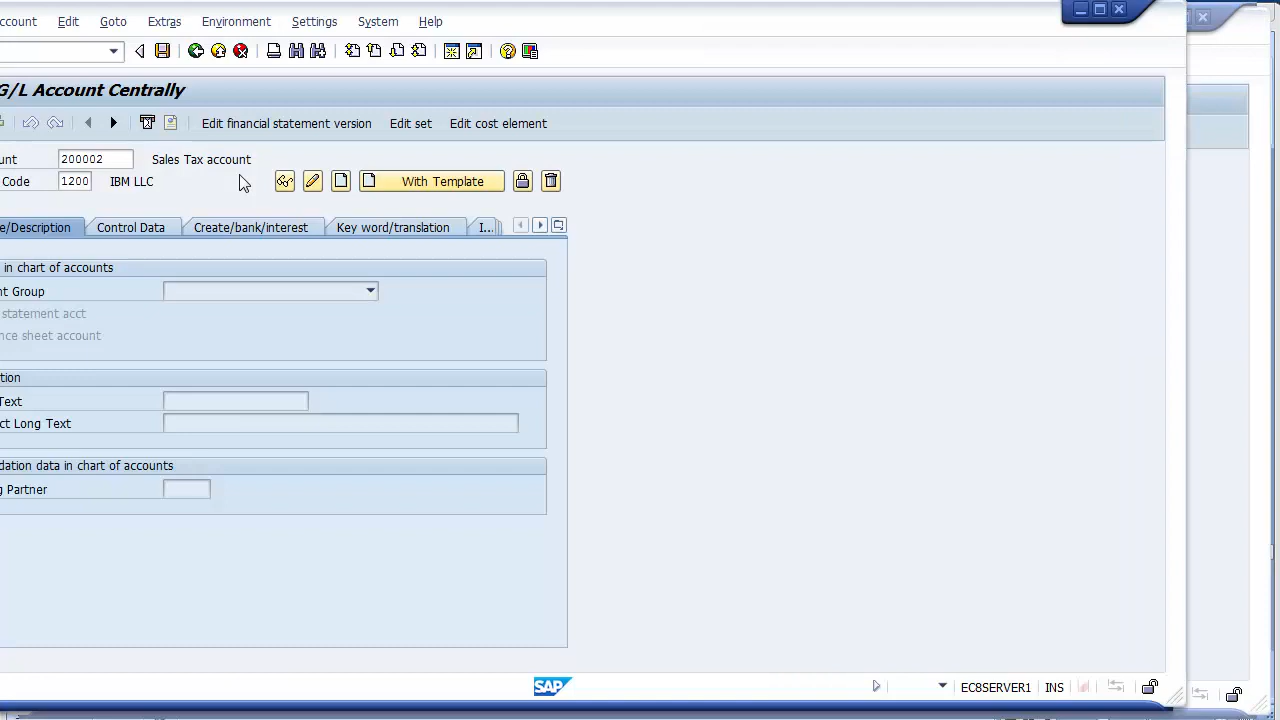 ccount Edit Goto Extras Environment Settings System Help
G/L Account Centrally
Edit financial statement version Edit set Edit cost element
unt 200002 Sales Tax account
Code 1200 IBM LLC With Template
e/Description Control Data Create/bank/interest Key word/translation I...
in chart of accounts
nt Group
statement acct
nce sheet account
tion
Text
ct Long Text
dation data in chart of accounts
g Partner
SAP EC8SERVER1 INS